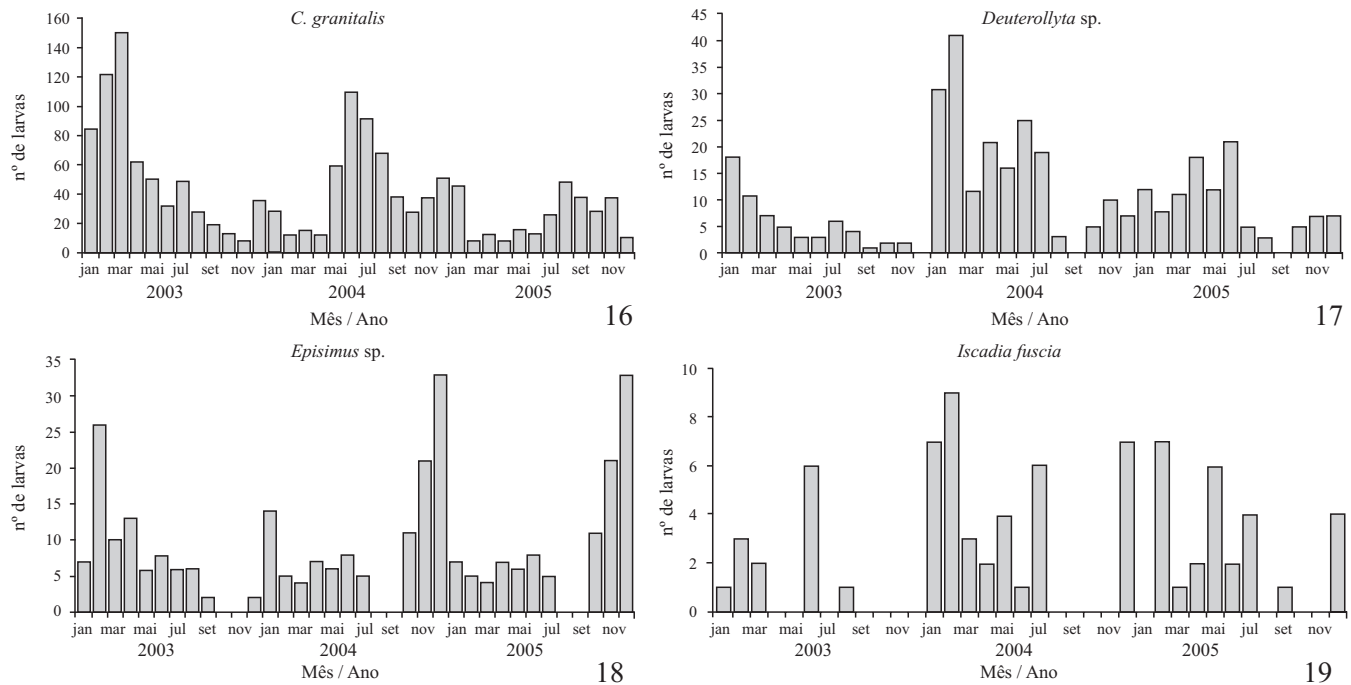 C. granitalis
160
140
120
100
80
60
40
20
0
nº de larvas
jan mar mai jul set nov jan mar mai jul set nov jan mar mai jul set nov
2003 2004 2005
Mês / Ano
16
Deuterollyta sp.
45
40
35
30
25
20
15
10
5
0
nº de larvas
jan mar mai jul set nov jan mar mai jul set nov jan mar mai jul set nov
2003 2004 2005
Mês / Ano
17
Episimus sp.
35
30
25
20
15
10
5
0
nº de larvas
jan mar mai jul set nov jan mar mai jul set nov jan mar mai jul set nov
2003 2004 2005
Mês / Ano
18
Iscadia fuscia
10
8
6
4
2
0
nº de larvas
jan mar mai jul set nov jan mar mai jul set nov jan mar mai jul set nov
2003 2004 2005
Mês / Ano
19